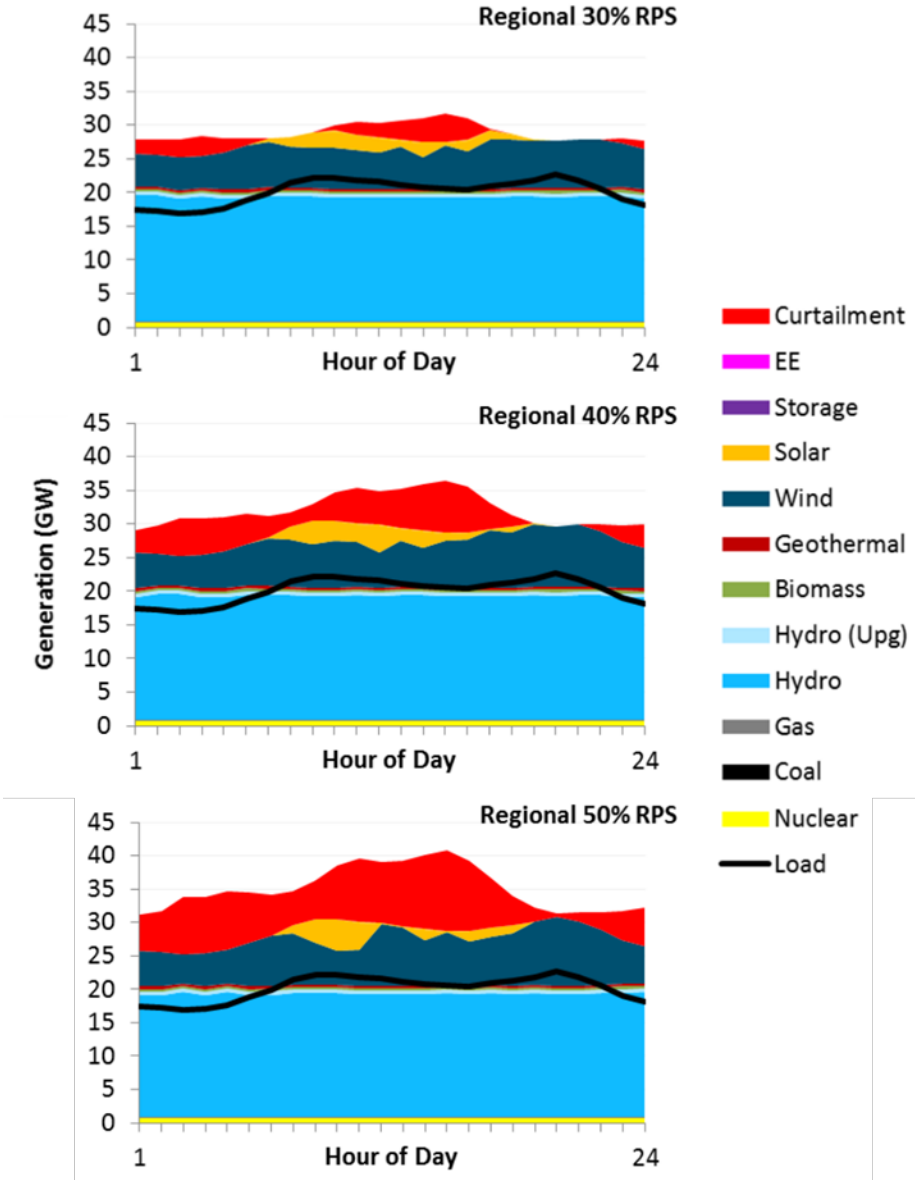 Regional 30% RPS
45
40
35
30
25
20
15
10
5
0
1
Hour of Day
24
Regional 40% RPS
45
40
35
30
25
20
15
10
5
0
1
Hour of Day
24
Regional 50% RPS
45
40
35
30
25
20
15
10
5
0
1
Hour of Day
24
Generation (GW)
Curtailment
EE
Storage
Solar
Wind
Geothermal
Biomass
Hydro (Upg)
Hydro
Gas
Coal
Nuclear
Load